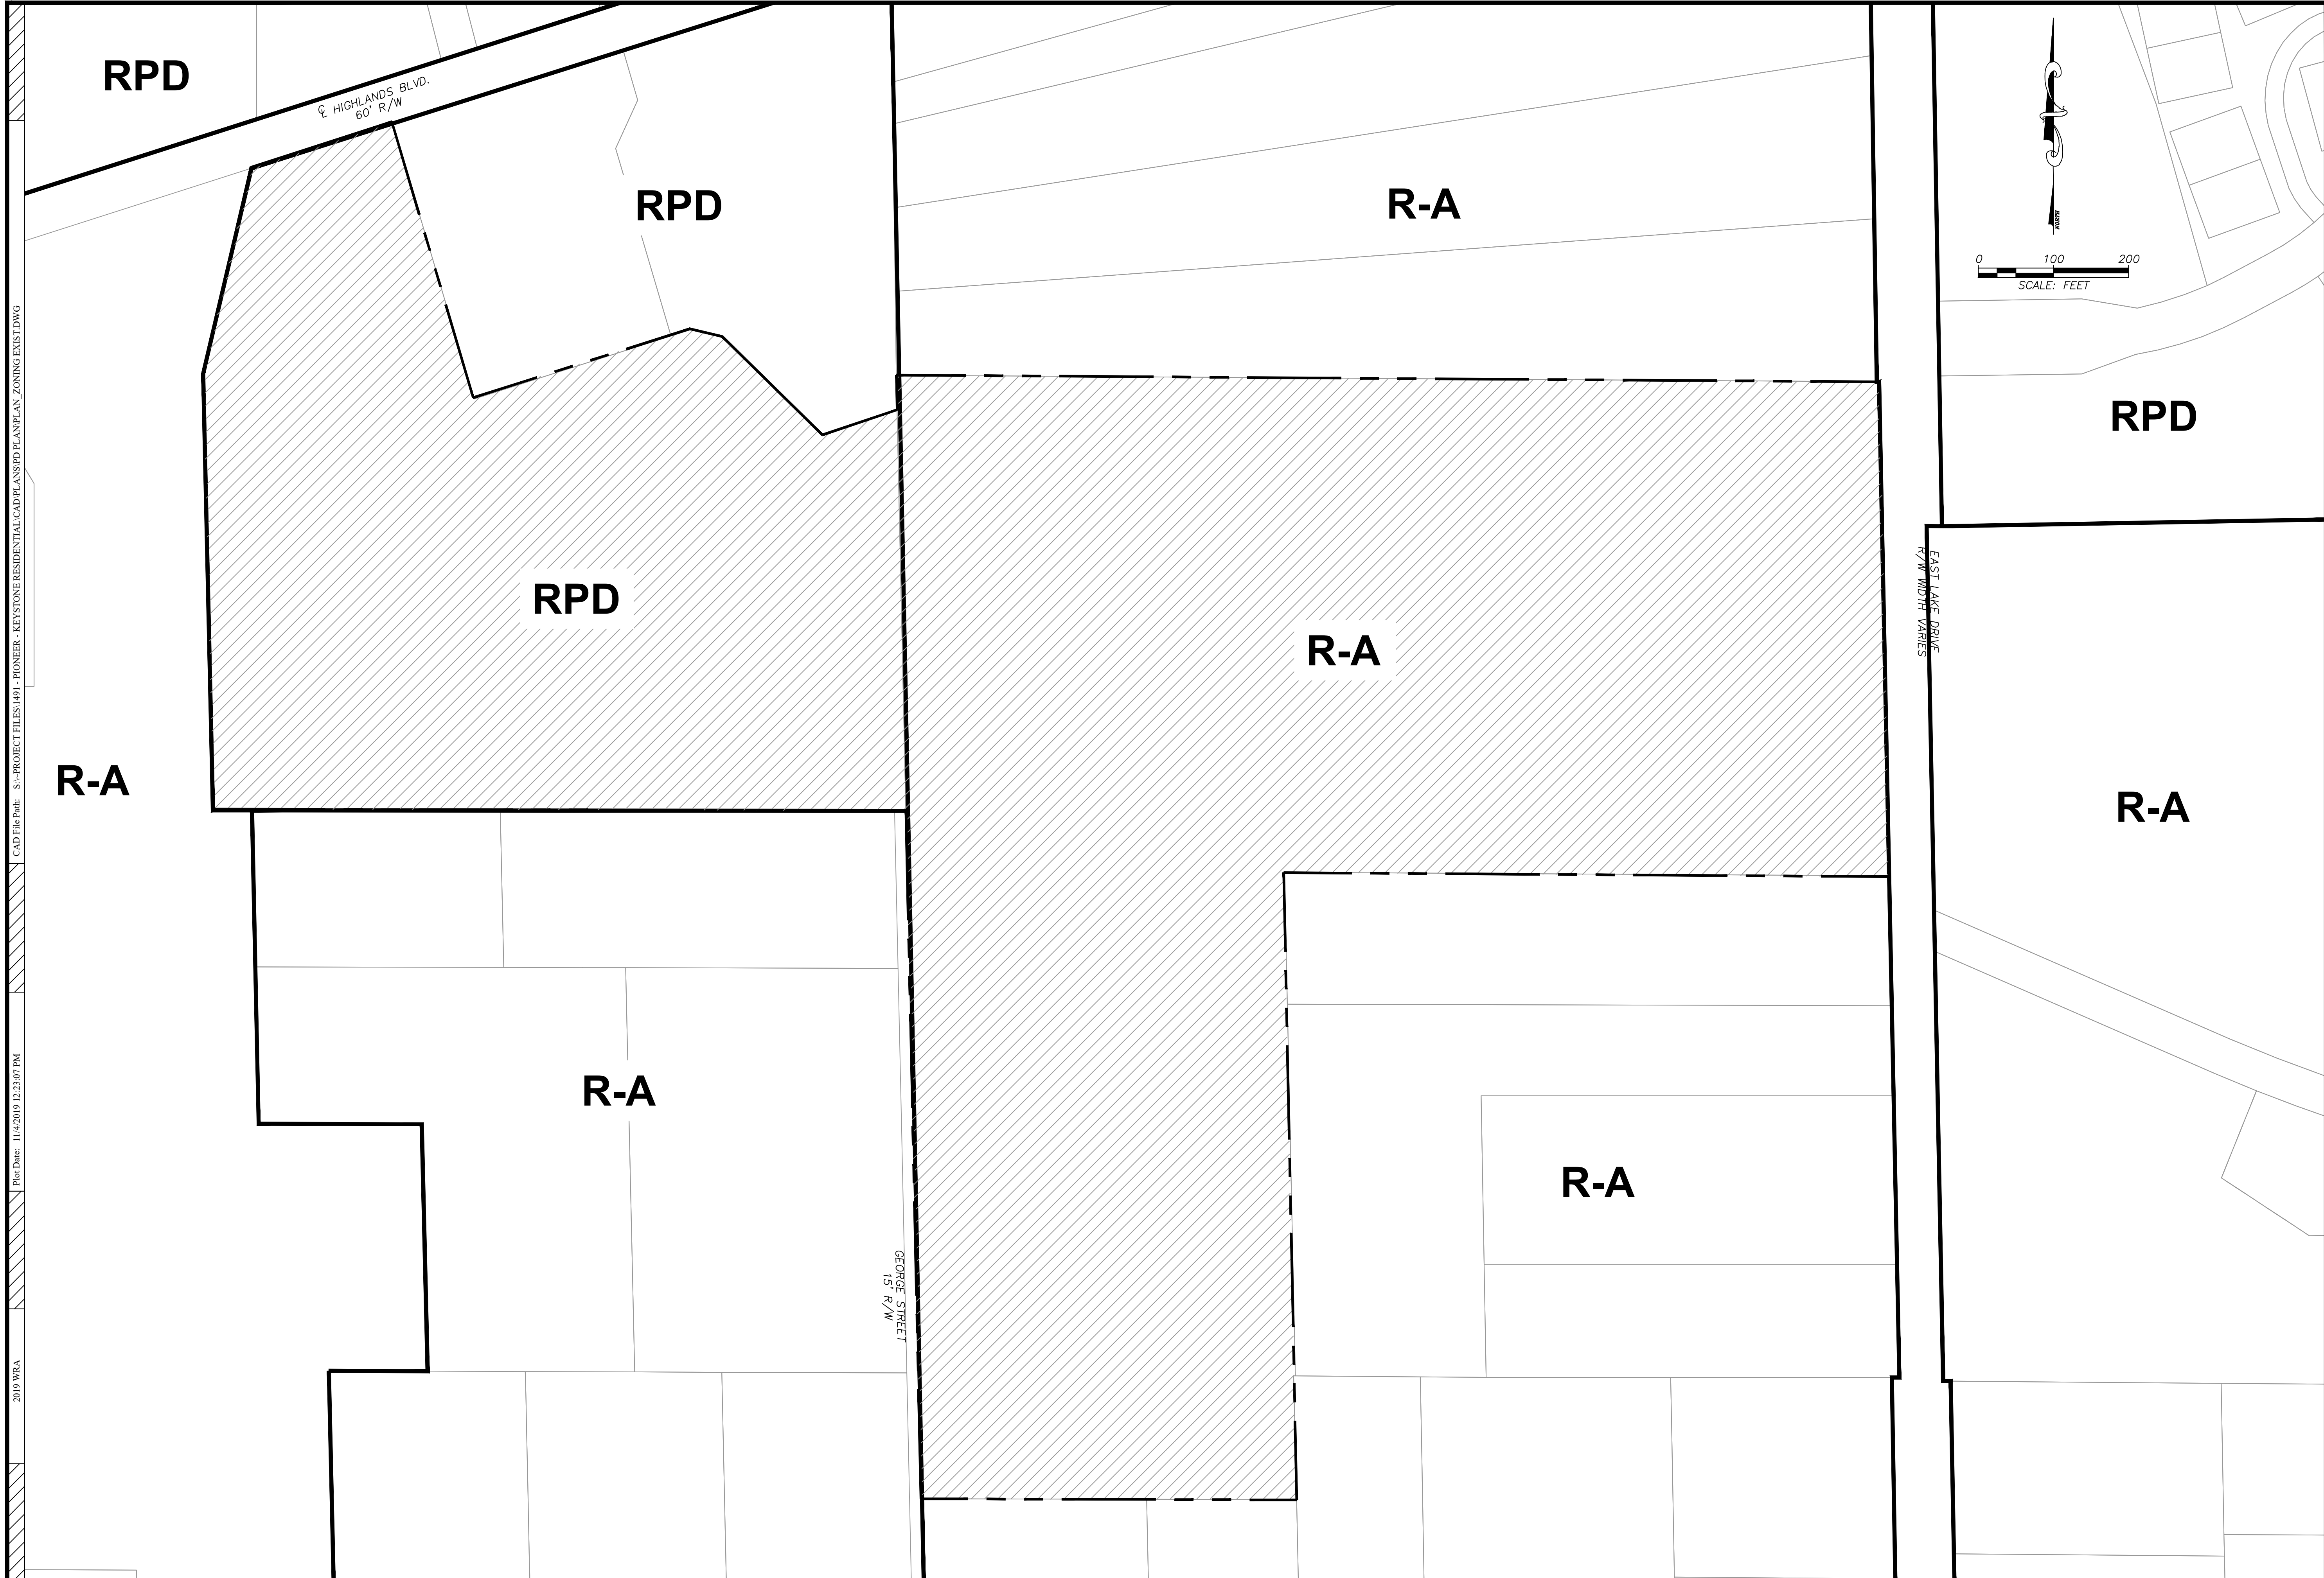 RPD
℄ HIGHLANDS BLVD.
60' R/W
RPD
R-A
NORTH
0 100 200
SCALE: FEET
RPD
EAST LAKE DRIVE
R/W WIDTH VARIES
RPD
R-A
R-A
R-A
R-A
R-A
GEORGE STREET
15' R/W
CAD File Path: S:\~PROJECT FILES\1491 - PIONEER - KEYSTONE RESIDENTIAL\CAD\PLANS\PD PLAN\PLAN_ZONING EXIST.DWG
Plot Date: 11/4/2019 12:23:07 PM
2019 WRA